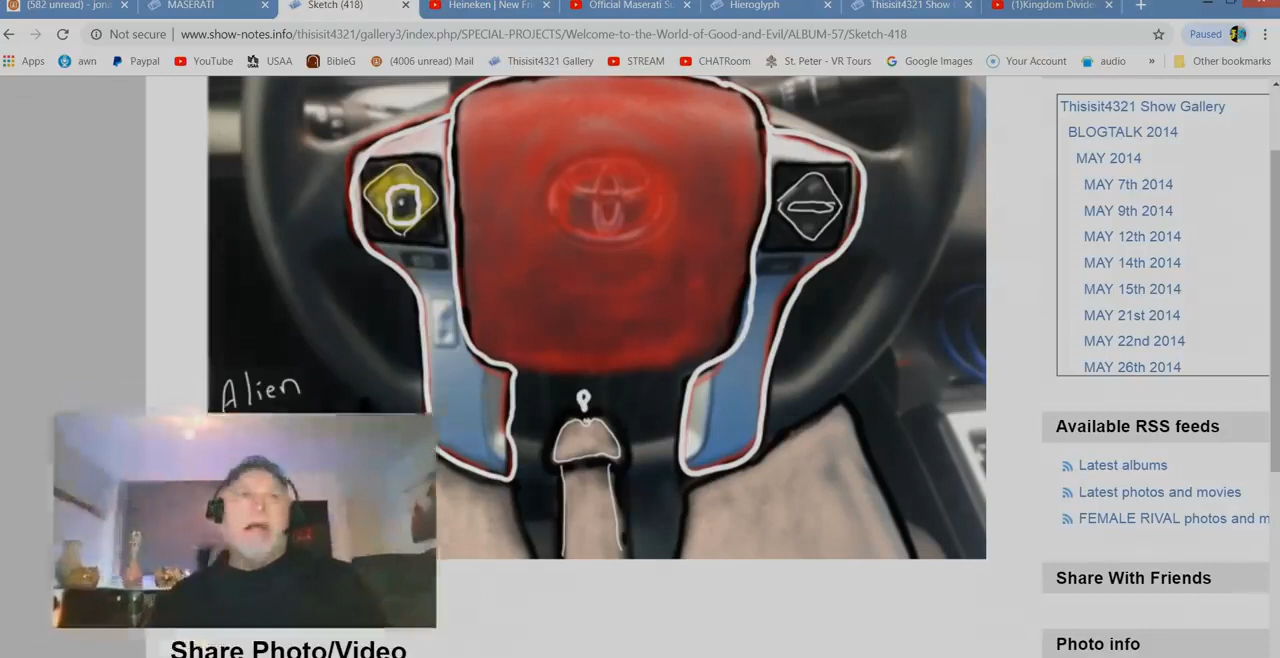 (582 unread) - jona
MASERATI
Sketch (418)
Heineken | New Fri
Official Maserati Su
Hieroglyph
Thisisit4321 Show
(1)Kingdom Divide
Not secure | www.show-notes.info/thisisit4321/gallery3/index.php/SPECIAL-PROJECTS/Welcome-to-the-World-of-Good-and-Evil/ALBUM-57/Sketch-418
Paused
Apps
awn
Paypal
YouTube
USAA
BibleG
(4006 unread) Mail
Thisisit4321 Gallery
STREAM
CHATRoom
St. Peter - VR Tours
Google Images
Your Account
audio
»
Other bookmarks
Alien
Thisisit4321 Show Gallery
BLOGTALK 2014
MAY 2014
MAY 7th 2014
MAY 9th 2014
MAY 12th 2014
MAY 14th 2014
MAY 15th 2014
MAY 21st 2014
MAY 22nd 2014
MAY 26th 2014
Available RSS feeds
Latest albums
Latest photos and movies
FEMALE RIVAL photos and m
Share With Friends
Photo info
Share Photo/Video